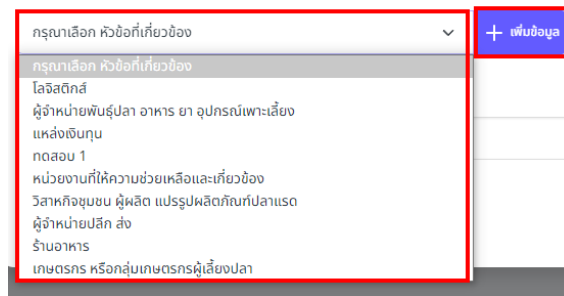 กรุณาเลือก หัวข้อที่เกี่ยวข้อง
+ เพิ่มข้อมูล
กรุณาเลือก หัวข้อที่เกี่ยวข้อง
โลจิสติกส์
ผู้จำหน่ายพันธุ์ปลา อาหาร ยา อุปกรณ์เพาะเลี้ยง
แหล่งเงินทุน
ทดสอบ 1
หน่วยงานที่ให้ความช่วยเหลือและเกี่ยวข้อง
วิสาหกิจชุมชน ผู้ผลิต แปรรูปผลิตภัณฑ์ปลาแรด
ผู้จำหน่ายปลีก ส่ง
ร้านอาหาร
เกษตรกร หรือกลุ่มเกษตรกรผู้เลี้ยงปลา